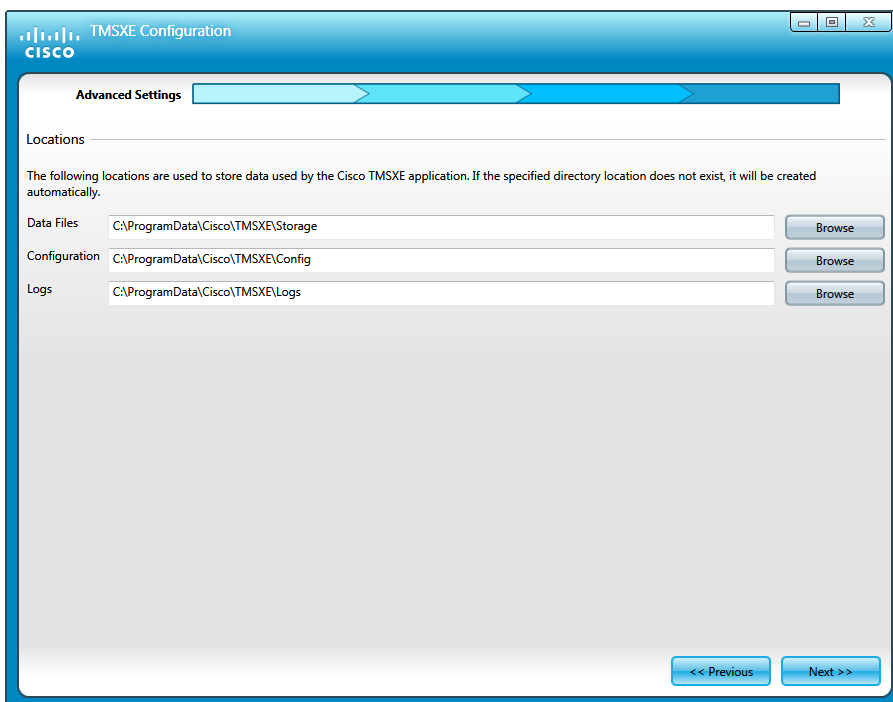 TMSXE Configuration
CISCO
Advanced Settings
Locations
The following locations are used to store data used by the Cisco TMSXE application. If the specified directory location does not exist, it will be created
automatically.
Data Files C:\ProgramData\Cisco\TMSXE\Storage Browse
Configuration C:\ProgramData\Cisco\TMSXE\Config Browse
Logs C:\ProgramData\Cisco\TMSXE\Logs Browse
<< Previous Next >>